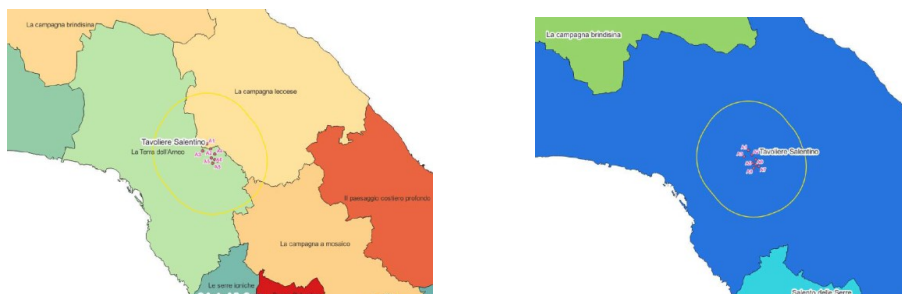 La campagna brindisina
La campagna leccese
Tavoliere Salentino
La Terra dell'Arneo
Il paesaggio costiero profondo
La campagna a mosaico
Le serre ioniche
La campagna brindisina
Tavoliere Salentino
Salento delle Serre